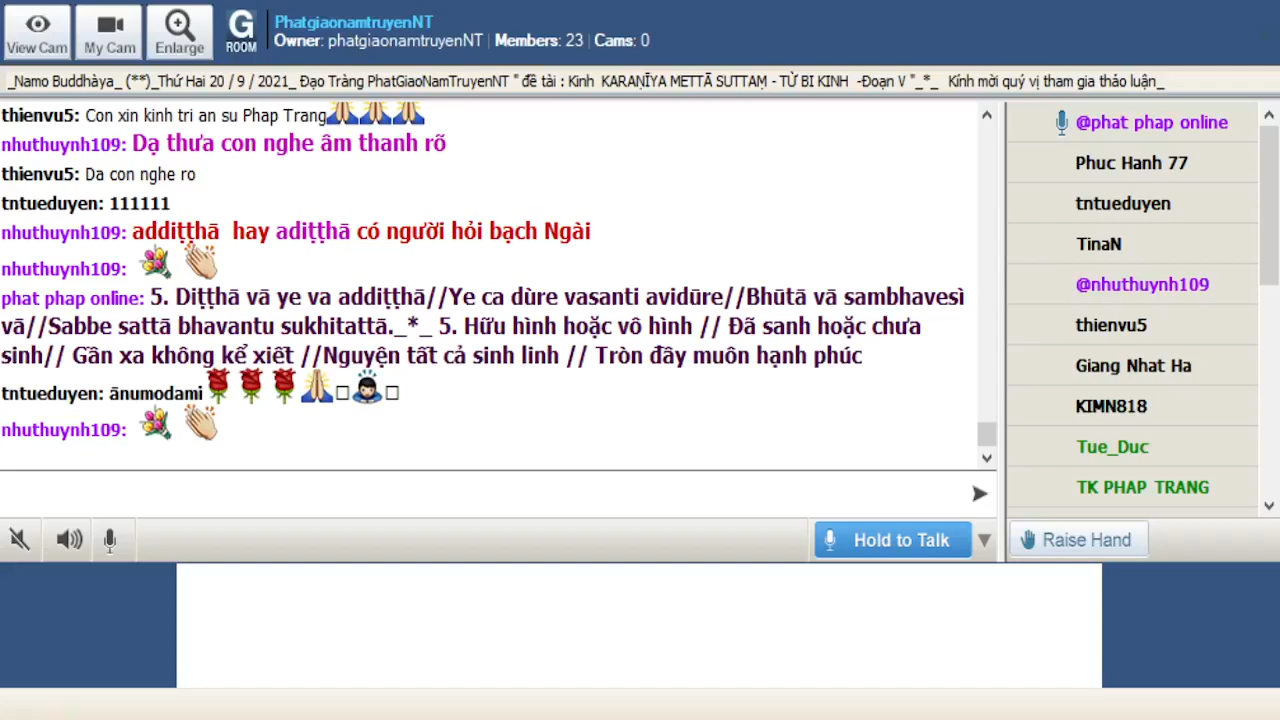 View Cam
My Cam
Enlarge
G
ROOM
PhatgiaonamtruyenNT
Owner: phatgiaonamtruyenNT | Members: 23 | Cams: 0
_Namo Buddhàya_ (**)_Thứ Hai 20 / 9 / 2021_ Đạo Tràng PhatGiaoNamTruyenNT " đề tài : Kinh KARAṆĪYA METTĀ SUTTAṂ - TỪ BI KINH -Đoạn V "_*_ Kính mời quý vị tham gia thảo luận_
thienvu5: Con xin kinh tri an su Phap Trang
nhuthuynh109: Dạ thưa con nghe âm thanh rõ
thienvu5: Da con nghe ro
tntueduyen: 111111
nhuthuynh109: addiṭṭhā hay adiṭṭhā có người hỏi bạch Ngài
nhuthuynh109:
phat phap online: 5. Diṭṭhā vā ye va addiṭṭhā//Ye ca dùre vasanti avidūre//Bhūtā vā sambhavesì
vā//Sabbe sattā bhavantu sukhitattā._*_ 5. Hữu hình hoặc vô hình // Đã sanh hoặc chưa
sinh// Gần xa không kể xiết //Nguyện tất cả sinh linh // Tròn đầy muôn hạnh phúc
tntueduyen: ānumodami
nhuthuynh109:
@phat phap online
Phuc Hanh 77
tntueduyen
TinaN
@nhuthuynh109
thienvu5
Giang Nhat Ha
KIMN818
Tue_Duc
TK PHAP TRANG
Hold to Talk
Raise Hand